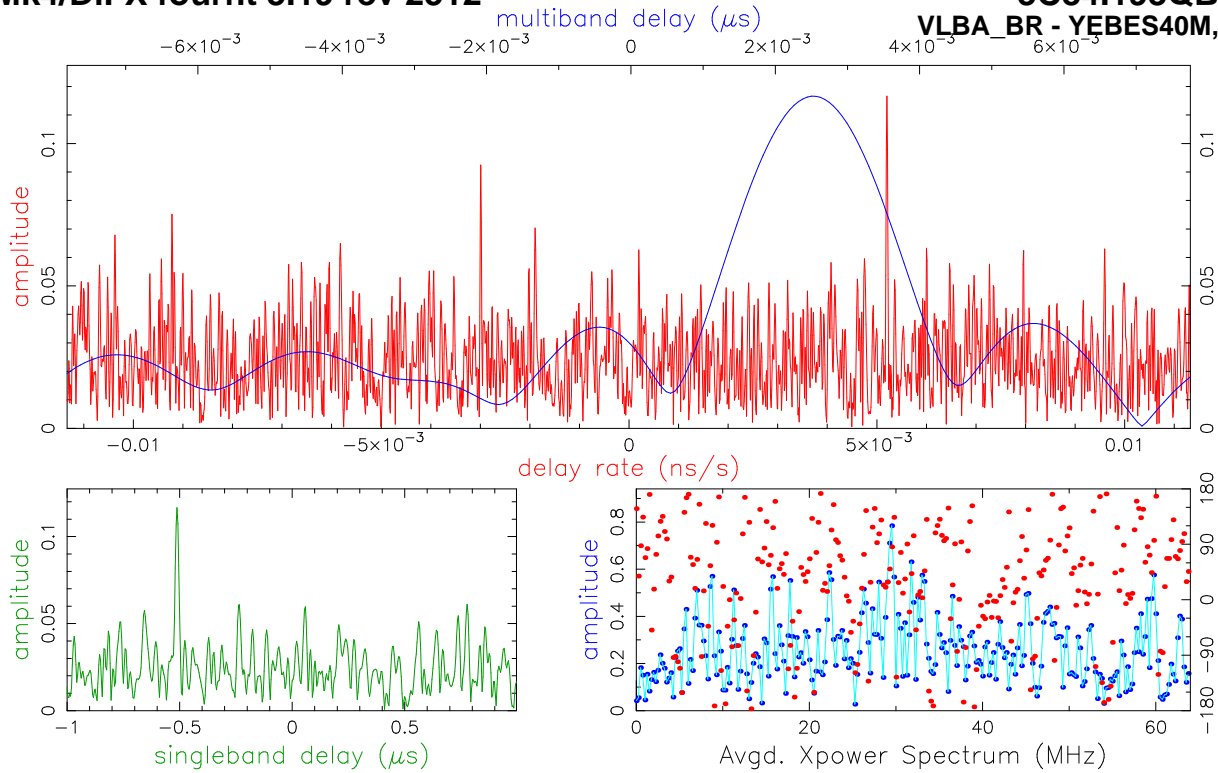 multiband delay (μs)
VLBA_BR - YEBES40M,
−6×10⁻³ −4×10⁻³ −2×10⁻³ 0 2×10⁻³ 4×10⁻³ 6×10⁻³
amplitude
0 0.05 0.1
0 0.05 0.1
−0.01 −5×10⁻³ 0 5×10⁻³ 0.01
delay rate (ns/s)
amplitude
0 0.05 0.1
−1 −0.5 0 0.5
singleband delay (μs)
amplitude
0 0.2 0.4 0.6 0.8
−180 −90 0 90 180
0 20 40 60
Avgd. Xpower Spectrum (MHz)